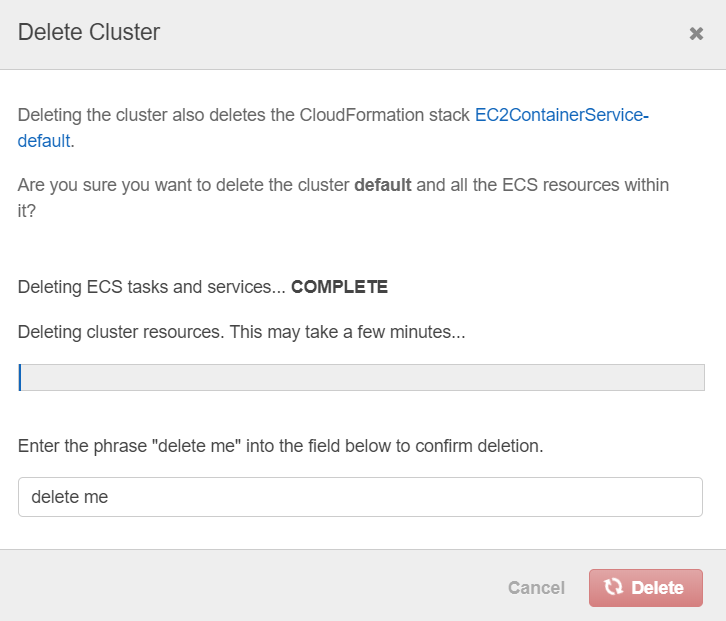 Delete Cluster
Deleting the cluster also deletes the CloudFormation stack EC2ContainerService-
default.
Are you sure you want to delete the cluster default and all the ECS resources within
it?
Deleting ECS tasks and services... COMPLETE
Deleting cluster resources. This may take a few minutes...
Enter the phrase "delete me" into the field below to confirm deletion.
delete me
Cancel Delete